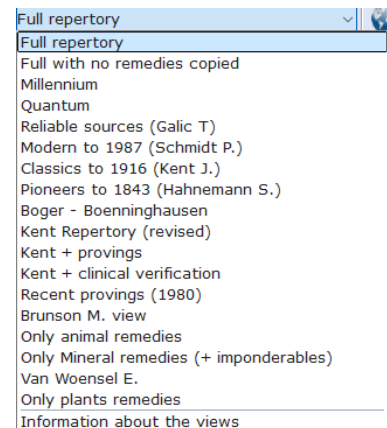 Full repertory
Full repertory
Full with no remedies copied
Millennium
Quantum
Reliable sources (Galic T)
Modern to 1987 (Schmidt P.)
Classics to 1916 (Kent J.)
Pioneers to 1843 (Hahnemann S.)
Boger - Boenninghausen
Kent Repertory (revised)
Kent + provings
Kent + clinical verification
Recent provings (1980)
Brunson M. view
Only animal remedies
Only Mineral remedies (+ imponderables)
Van Woensel E.
Only plants remedies
Information about the views